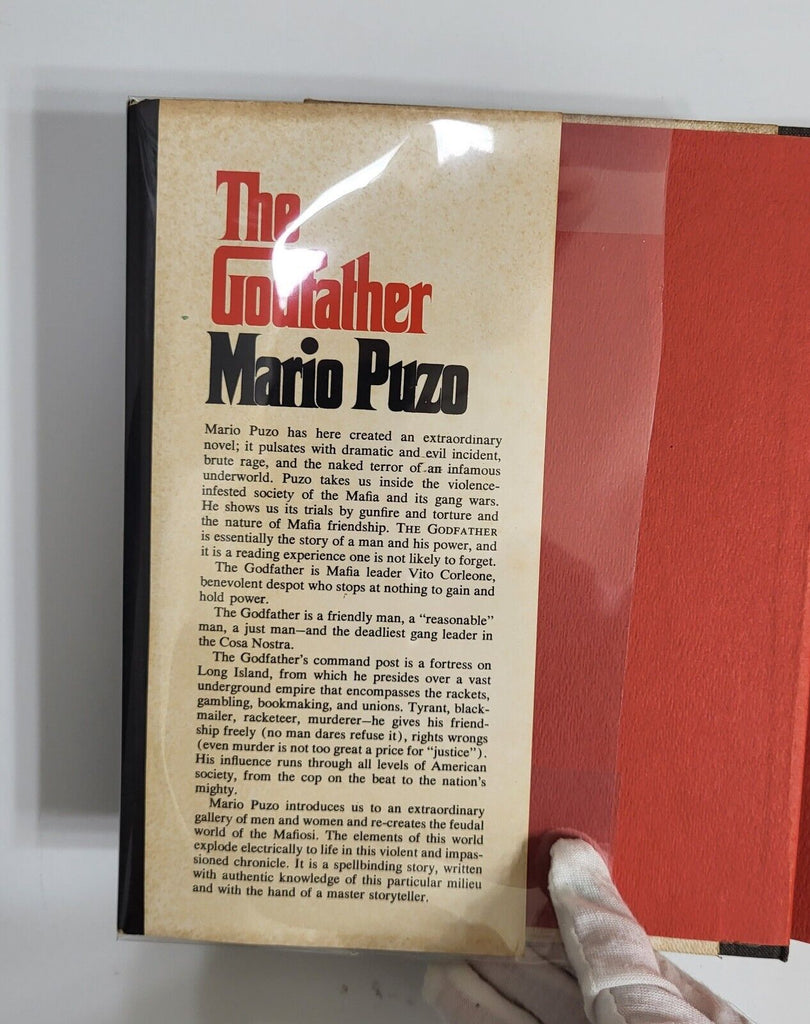 The
Godfather
Mario Puzo
Mario Puzo has here created an extraordinary
novel; it pulsates with dramatic and evil incident,
brute rage, and the naked terror of an infamous
underworld. Puzo takes us inside the violence-
infested society of the Mafia and its gang wars.
He shows us its trials by gunfire and torture and
the nature of Mafia friendship. THE GODFATHER
is essentially the story of a man and his power, and
it is a reading experience one is not likely to forget.
The Godfather is Mafia leader Vito Corleone,
benevolent despot who stops at nothing to gain and
hold power.
The Godfather is a friendly man, a “reasonable”
man, a just man—and the deadliest gang leader in
the Cosa Nostra.
The Godfather’s command post is a fortress on
Long Island, from which he presides over a vast
underground empire that encompasses the rackets,
gambling, bookmaking, and unions. Tyrant, black-
mailer, racketeer, murderer—he gives his friend-
ship freely (no man dares refuse it), rights wrongs
(even murder is not too great a price for “justice”).
His influence runs through all levels of American
society, from the cop on the beat to the nation’s
mighty.
Mario Puzo introduces us to an extraordinary
gallery of men and women and re-creates the feudal
world of the Mafiosi. The elements of this world
explode electrically to life in this violent and impas-
sioned chronicle. It is a spellbinding story, written
with authentic knowledge of this particular milieu
and with the hand of a master storyteller.